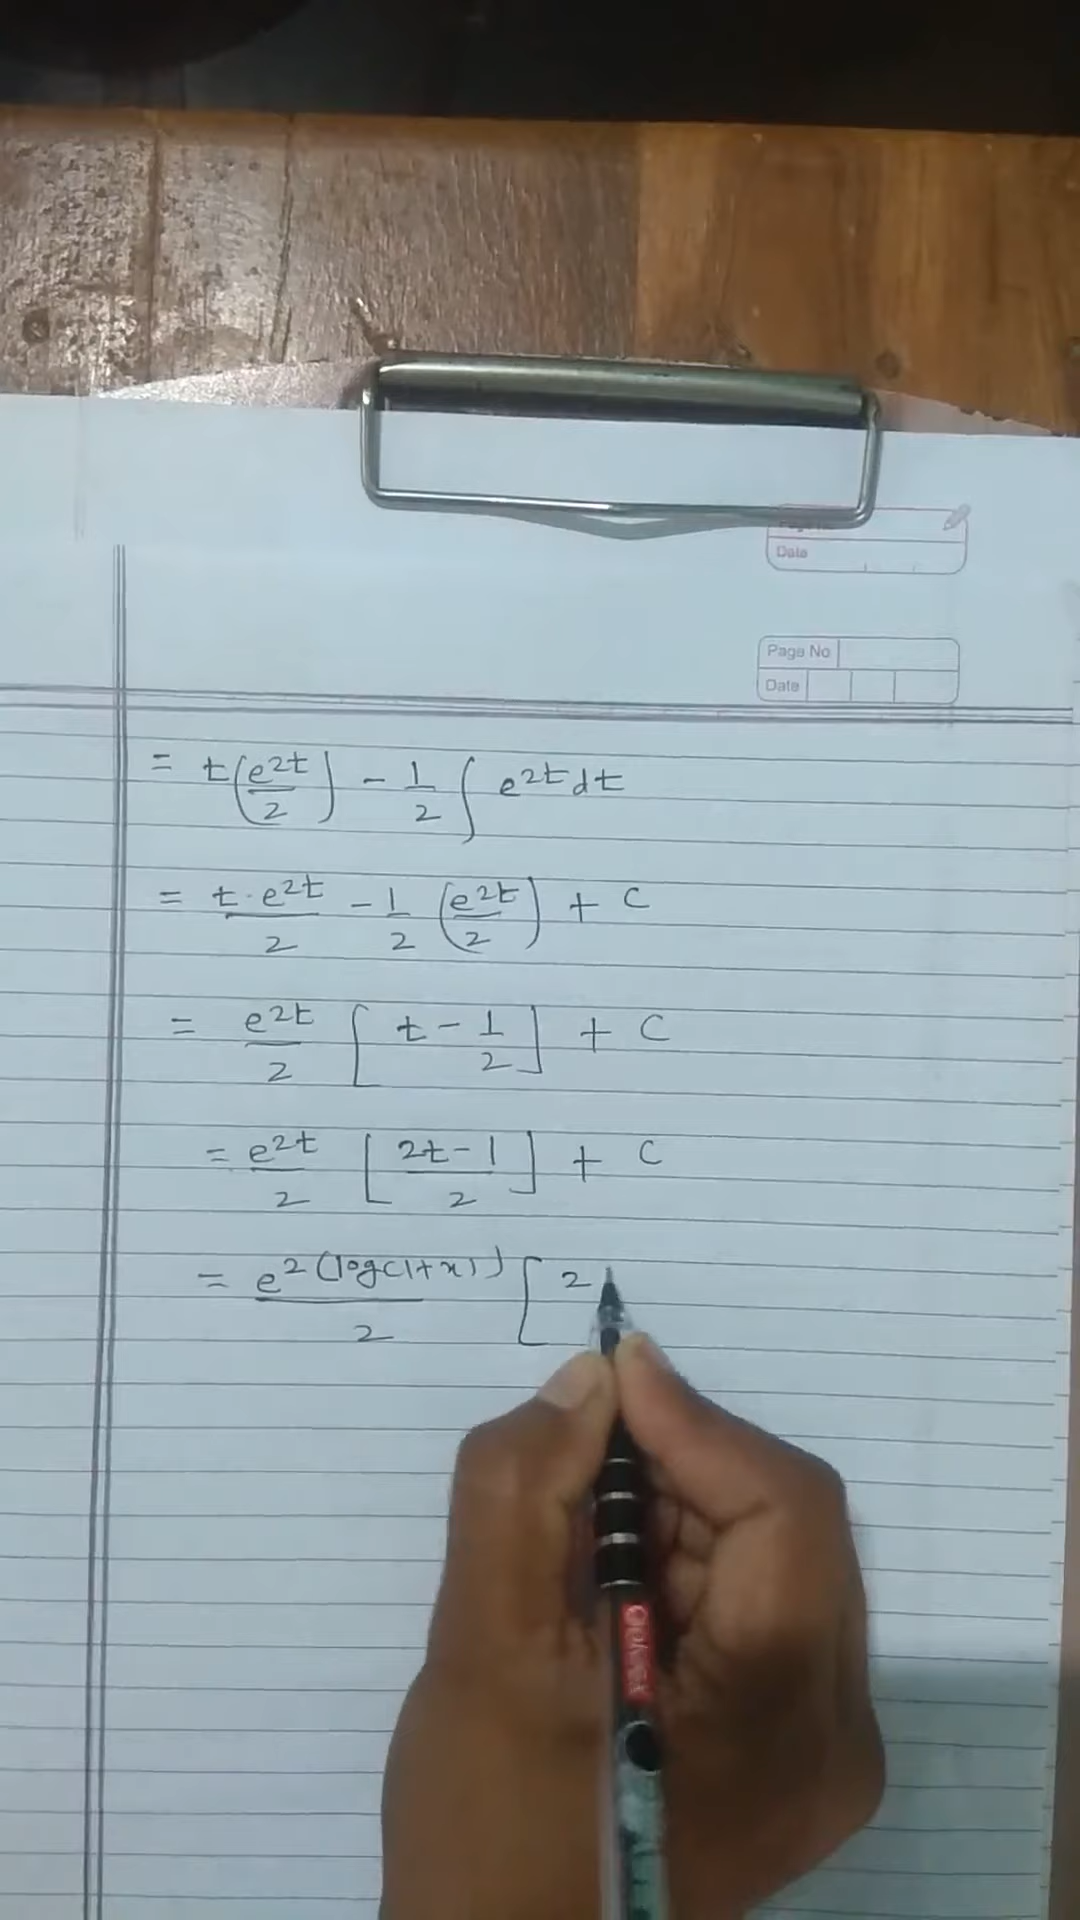 Date
Page No
Date
= t(e^2t/2) - 1/2 ∫ e^2t dt
= t·e^2t/2 - 1/2 (e^2t/2) + C
= e^2t/2 [t - 1/2] + C
= e^2t/2 [2t-1/2] + C
= e^2(log(1+x))/2 [2